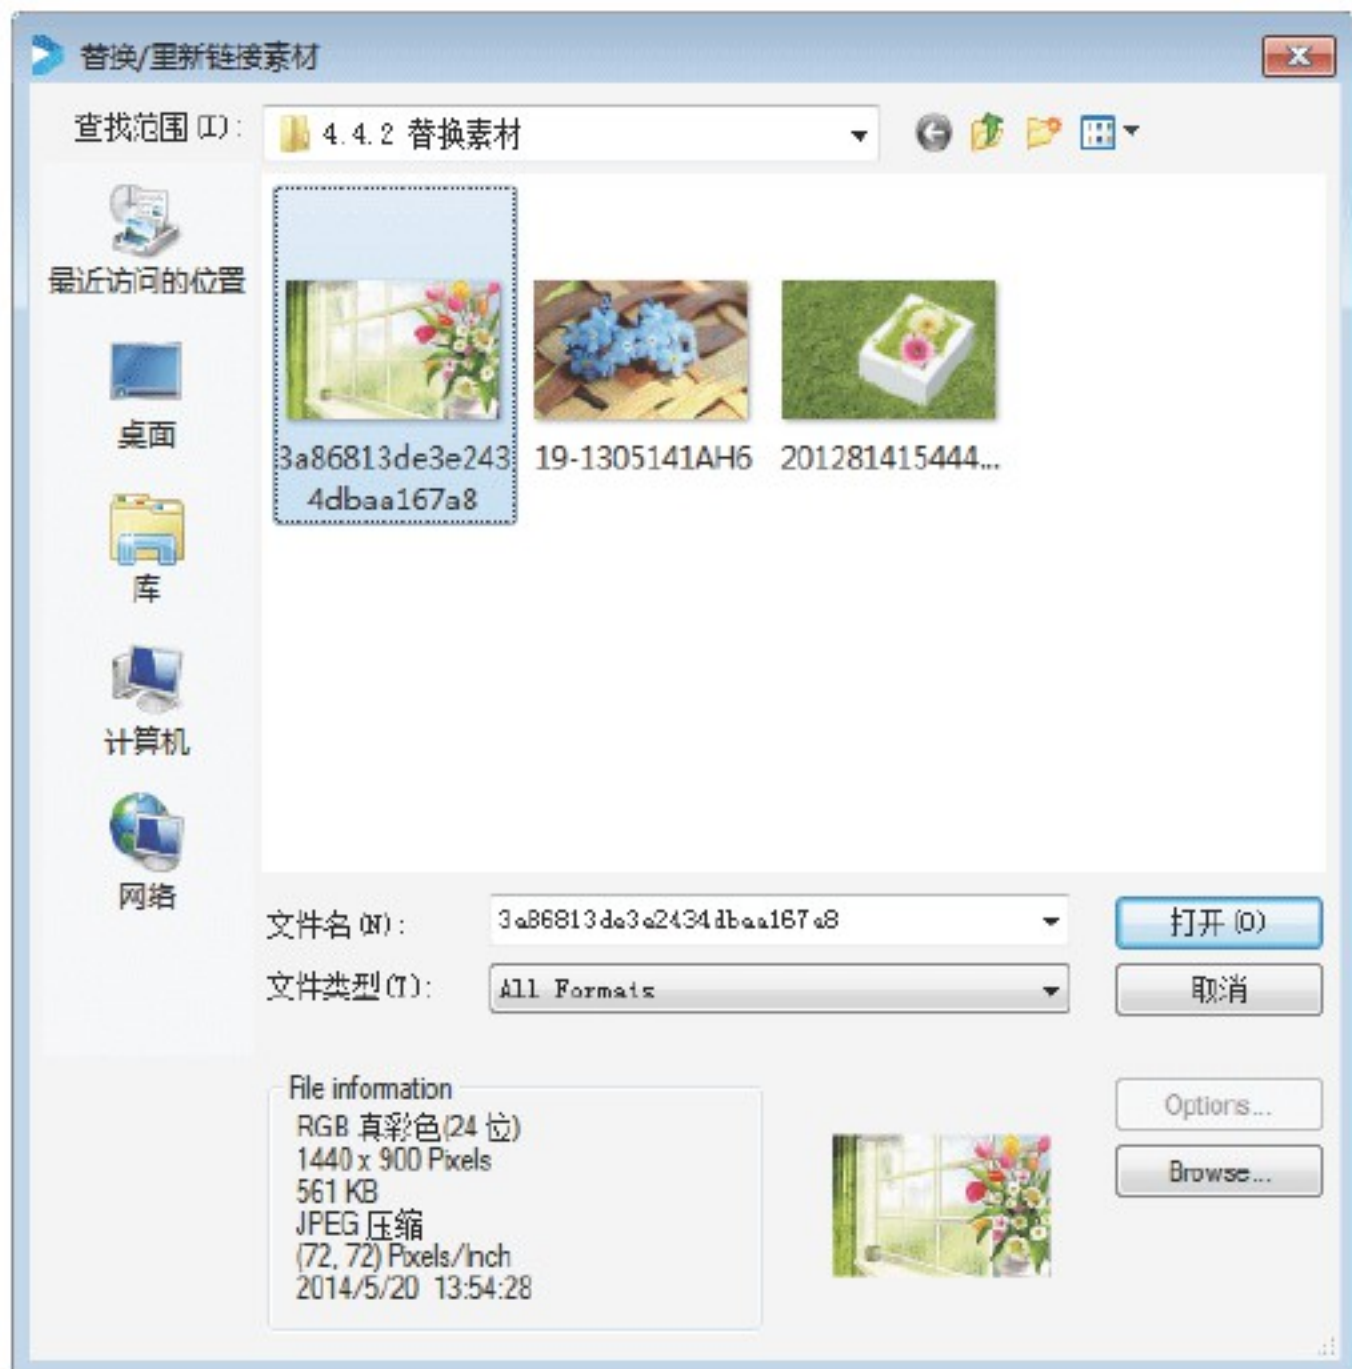 替换/重新链接素材
查找范围(I):
4.4.2 替换素材
最近访问的位置
桌面
库
计算机
网络
3a86813de3e243
4dbaa167a8
19-1305141AH6
201281415444...
文件名(N):
3a86813de3e2434dbaa167a8
打开(O)
文件类型(T):
All Formats
取消
File information
RGB 真彩色(24 位)
1440 x 900 Pixels
561 KB
JPEG 压缩
(72, 72) Pixels/Inch
2014/5/20 13:54:28
Options...
Browse...